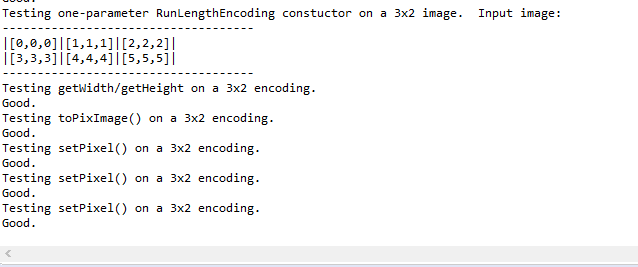 Good.
Testing one-parameter RunLengthEncoding constuctor on a 3x2 image.  Input image:
----------------------------------
|[0,0,0]|[1,1,1]|[2,2,2]|
|[3,3,3]|[4,4,4]|[5,5,5]|
----------------------------------
Testing getWidth/getHeight on a 3x2 encoding.
Good.
Testing toPixImage() on a 3x2 encoding.
Good.
Testing setPixel() on a 3x2 encoding.
Good.
Testing setPixel() on a 3x2 encoding.
Good.
Testing setPixel() on a 3x2 encoding.
Good.